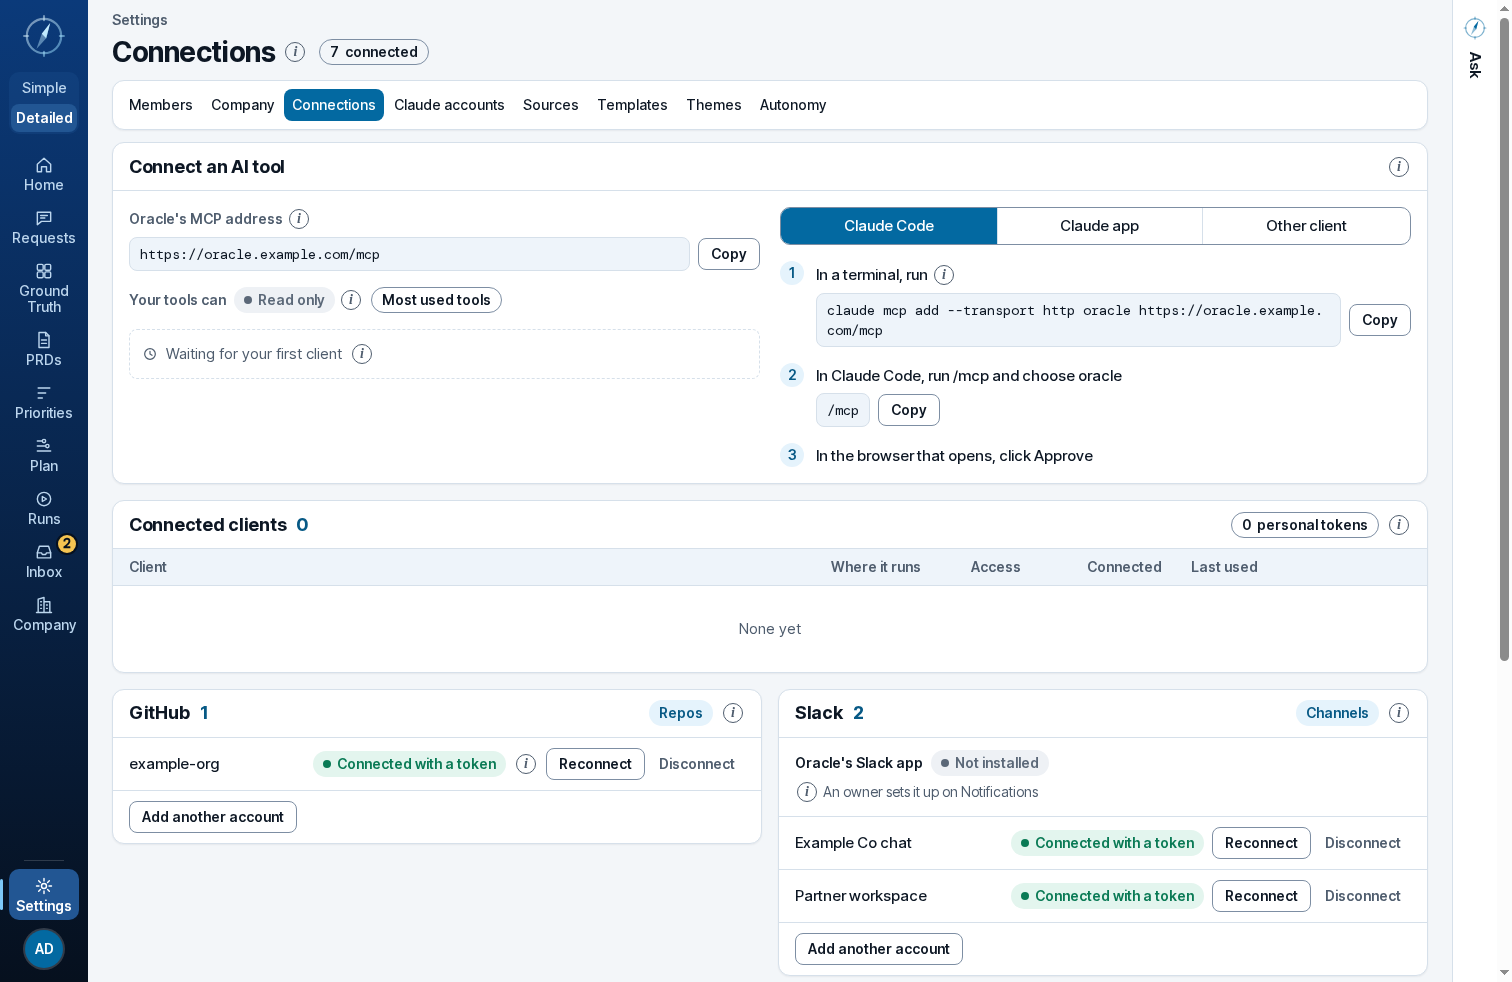 Settings
Connections i 7 connected
Simple
Detailed
Home
Requests
Ground
Truth
PRDs
Priorities
Plan
Runs
2
Inbox
Company
Settings
AD
Ask
Members Company Connections Claude accounts Sources Templates Themes Autonomy
Connect an AI tool i
Oracle's MCP address i
https://oracle.example.com/mcp Copy
Your tools can Read only i Most used tools
Waiting for your first client i
Claude Code Claude app Other client
1 In a terminal, run i
claude mcp add --transport http oracle https://oracle.example.
com/mcp
Copy
2 In Claude Code, run /mcp and choose oracle
/mcp Copy
3 In the browser that opens, click Approve
Connected clients 0 0 personal tokens i
Client Where it runs Access Connected Last used
None yet
GitHub 1 Repos i
example-org Connected with a token i Reconnect Disconnect
Add another account
Slack 2 Channels i
Oracle's Slack app Not installed
i An owner sets it up on Notifications
Example Co chat Connected with a token Reconnect Disconnect
Partner workspace Connected with a token Reconnect Disconnect
Add another account